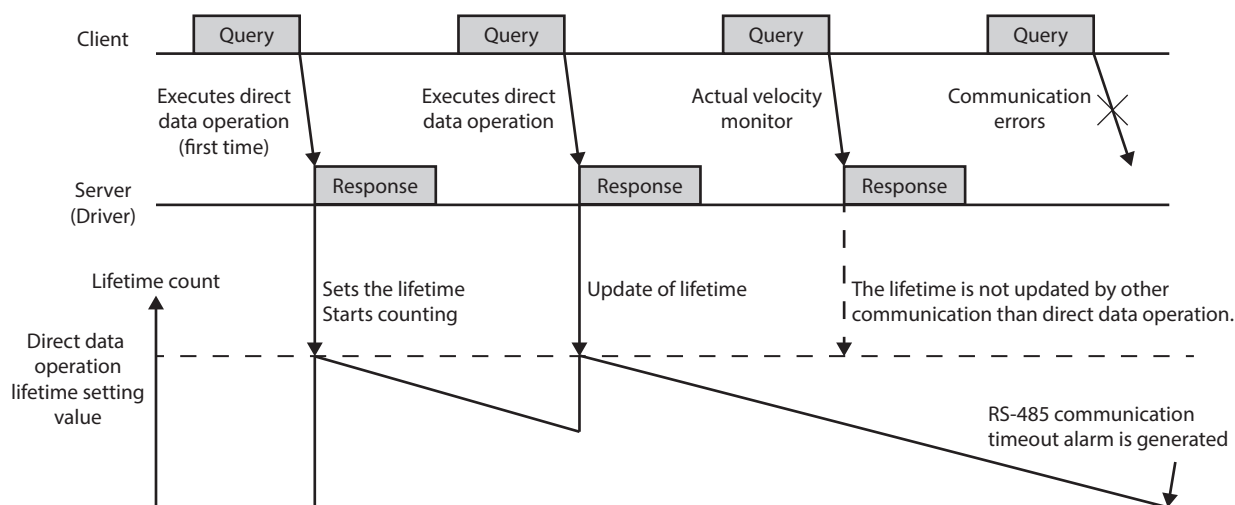 Client
Query
Query
Query
Query
Executes direct
data operation
(first time)
Executes direct
data operation
Actual velocity
monitor
Communication
errors
Server
(Driver)
Response
Response
Response
Lifetime count
Sets the lifetime
Starts counting
Update of lifetime
The lifetime is not updated by other
communication than direct data operation.
Direct data
operation
lifetime setting
value
RS-485 communication
timeout alarm is generated